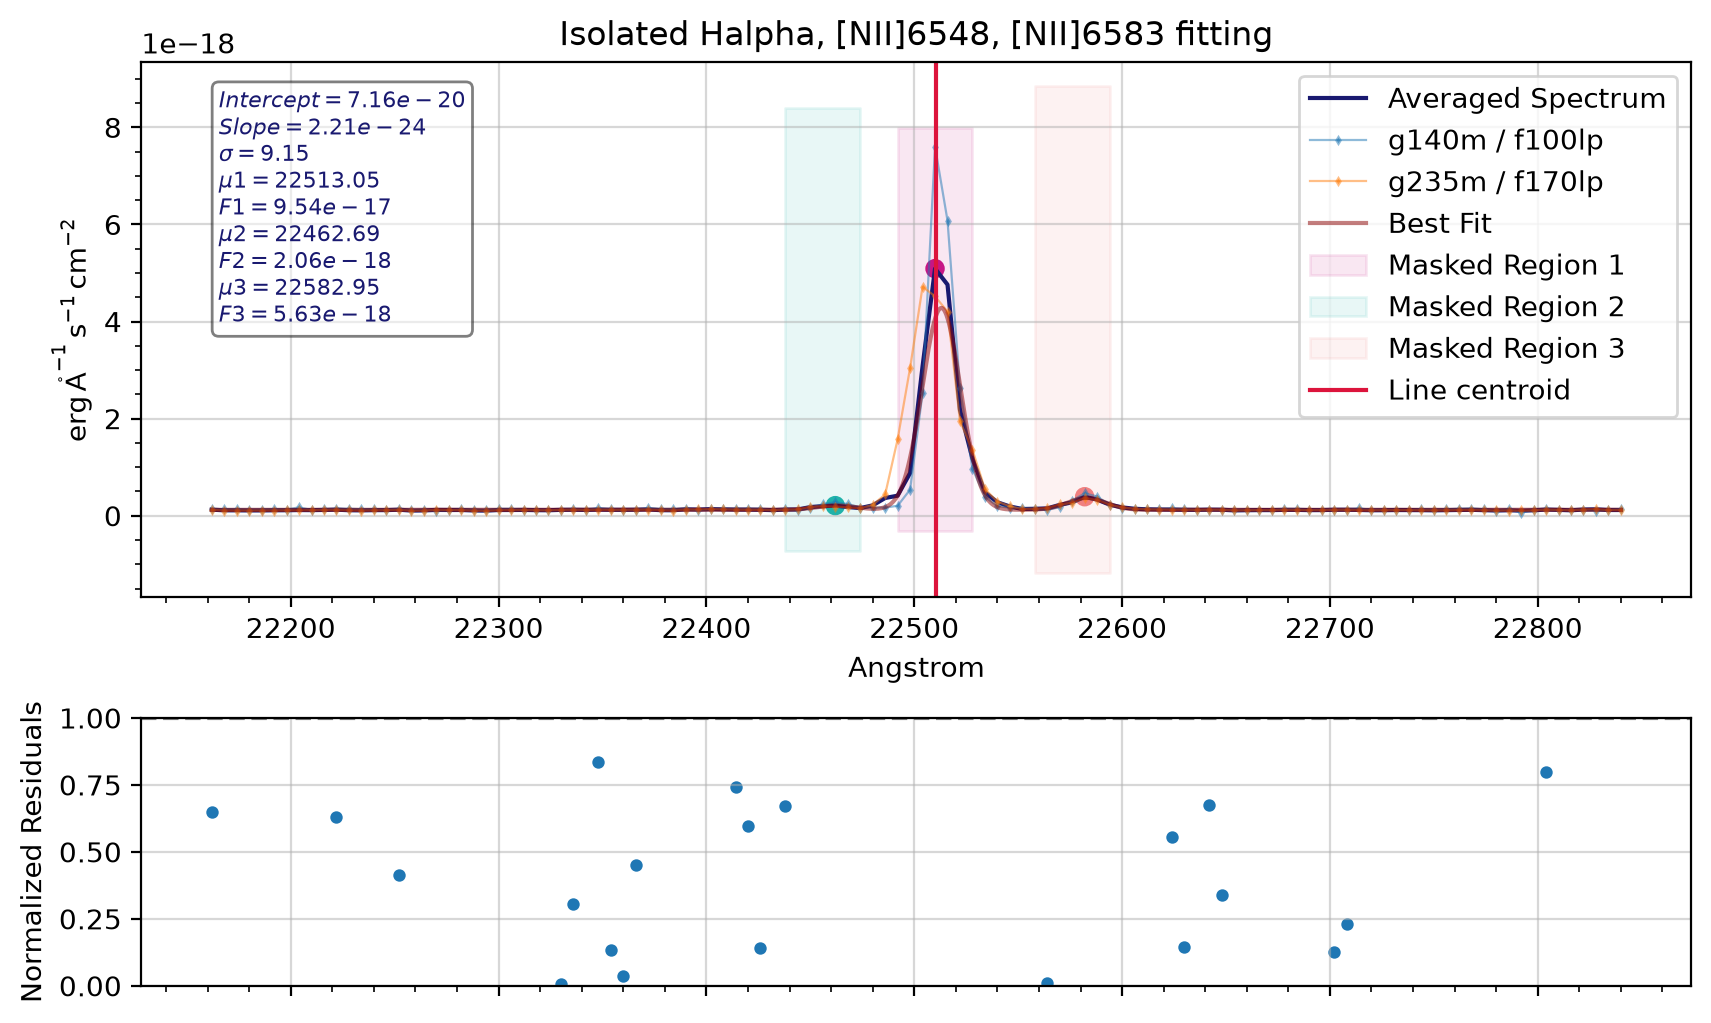 Isolated Halpha, [NII]6548, [NII]6583 fitting
1e−18
8
6
4
2
0
erg Å⁻¹ s⁻¹ cm⁻²
Intercept = 7.16e − 20
Slope = 2.21e − 24
σ = 9.15
μ1 = 22513.05
F1 = 9.54e − 17
μ2 = 22462.69
F2 = 2.06e − 18
μ3 = 22582.95
F3 = 5.63e − 18
Averaged Spectrum
g140m / f100lp
g235m / f170lp
Best Fit
Masked Region 1
Masked Region 2
Masked Region 3
Line centroid
22200 22300 22400 22500 22600 22700 22800
Angstrom
Normalized Residuals
1.00
0.75
0.50
0.25
0.00